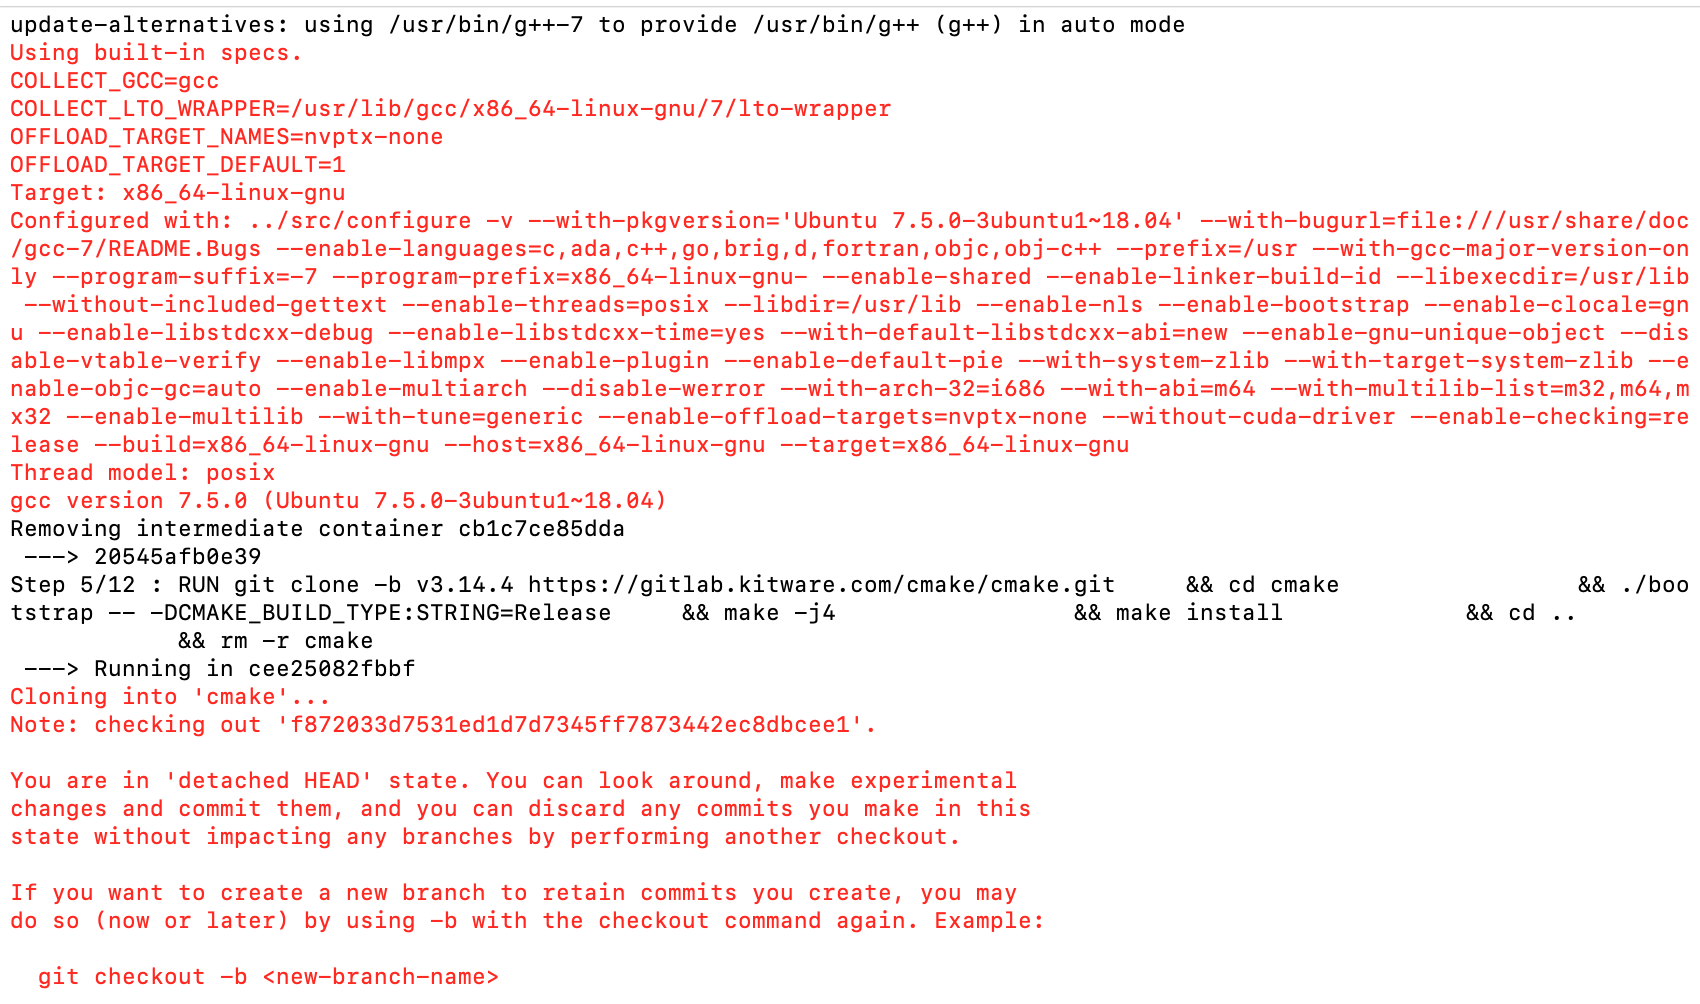 update-alternatives: using /usr/bin/g++-7 to provide /usr/bin/g++ (g++) in auto mode
Using built-in specs.
COLLECT_GCC=gcc
COLLECT_LTO_WRAPPER=/usr/lib/gcc/x86_64-linux-gnu/7/lto-wrapper
OFFLOAD_TARGET_NAMES=nvptx-none
OFFLOAD_TARGET_DEFAULT=1
Target: x86_64-linux-gnu
Configured with: ../src/configure -v --with-pkgversion='Ubuntu 7.5.0-3ubuntu1~18.04' --with-bugurl=file:///usr/share/doc
/gcc-7/README.Bugs --enable-languages=c,ada,c++,go,brig,d,fortran,objc,obj-c++ --prefix=/usr --with-gcc-major-version-on
ly --program-suffix=-7 --program-prefix=x86_64-linux-gnu- --enable-shared --enable-linker-build-id --libexecdir=/usr/lib
 --without-included-gettext --enable-threads=posix --libdir=/usr/lib --enable-nls --enable-bootstrap --enable-clocale=gn
u --enable-libstdcxx-debug --enable-libstdcxx-time=yes --with-default-libstdcxx-abi=new --enable-gnu-unique-object --dis
able-vtable-verify --enable-libmpx --enable-plugin --enable-default-pie --with-system-zlib --with-target-system-zlib --e
nable-objc-gc=auto --enable-multiarch --disable-werror --with-arch-32=i686 --with-abi=m64 --with-multilib-list=m32,m64,m
x32 --enable-multilib --with-tune=generic --enable-offload-targets=nvptx-none --without-cuda-driver --enable-checking=re
lease --build=x86_64-linux-gnu --host=x86_64-linux-gnu --target=x86_64-linux-gnu
Thread model: posix
gcc version 7.5.0 (Ubuntu 7.5.0-3ubuntu1~18.04)
Removing intermediate container cb1c7ce85dda
 ---> 20545afb0e39
Step 5/12 : RUN git clone -b v3.14.4 https://gitlab.kitware.com/cmake/cmake.git     && cd cmake                 && ./boo
tstrap -- -DCMAKE_BUILD_TYPE:STRING=Release     && make -j4                 && make install             && cd ..
            && rm -r cmake
 ---> Running in cee25082fbbf
Cloning into 'cmake'...
Note: checking out 'f872033d7531ed1d7d7345ff7873442ec8dbcee1'.

You are in 'detached HEAD' state. You can look around, make experimental
changes and commit them, and you can discard any commits you make in this
state without impacting any branches by performing another checkout.

If you want to create a new branch to retain commits you create, you may
do so (now or later) by using -b with the checkout command again. Example:

  git checkout -b <new-branch-name>